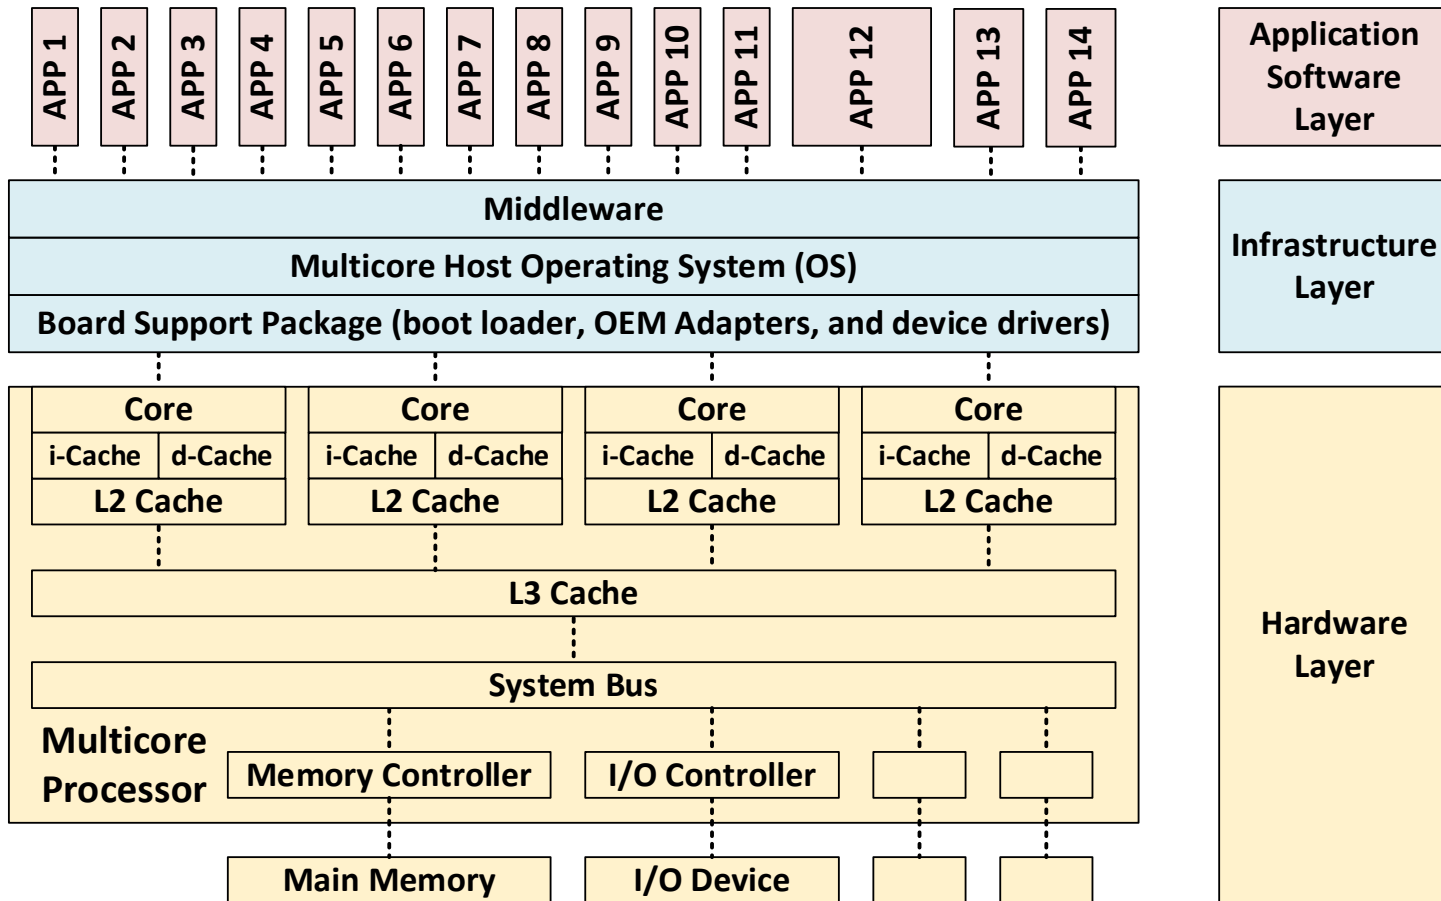 APP 1
APP 2
APP 3
APP 4
APP 5
APP 6
APP 7
APP 8
APP 9
APP 10
APP 11
APP 12
APP 13
APP 14
Application
Software
Layer
Middleware
Multicore Host Operating System (OS)
Board Support Package (boot loader, OEM Adapters, and device drivers)
Infrastructure
Layer
Core
Core
Core
Core
i-Cache
d-Cache
i-Cache
d-Cache
i-Cache
d-Cache
i-Cache
d-Cache
L2 Cache
L2 Cache
L2 Cache
L2 Cache
L3 Cache
System Bus
Multicore
Processor
Memory Controller
I/O Controller
Main Memory
I/O Device
Hardware
Layer